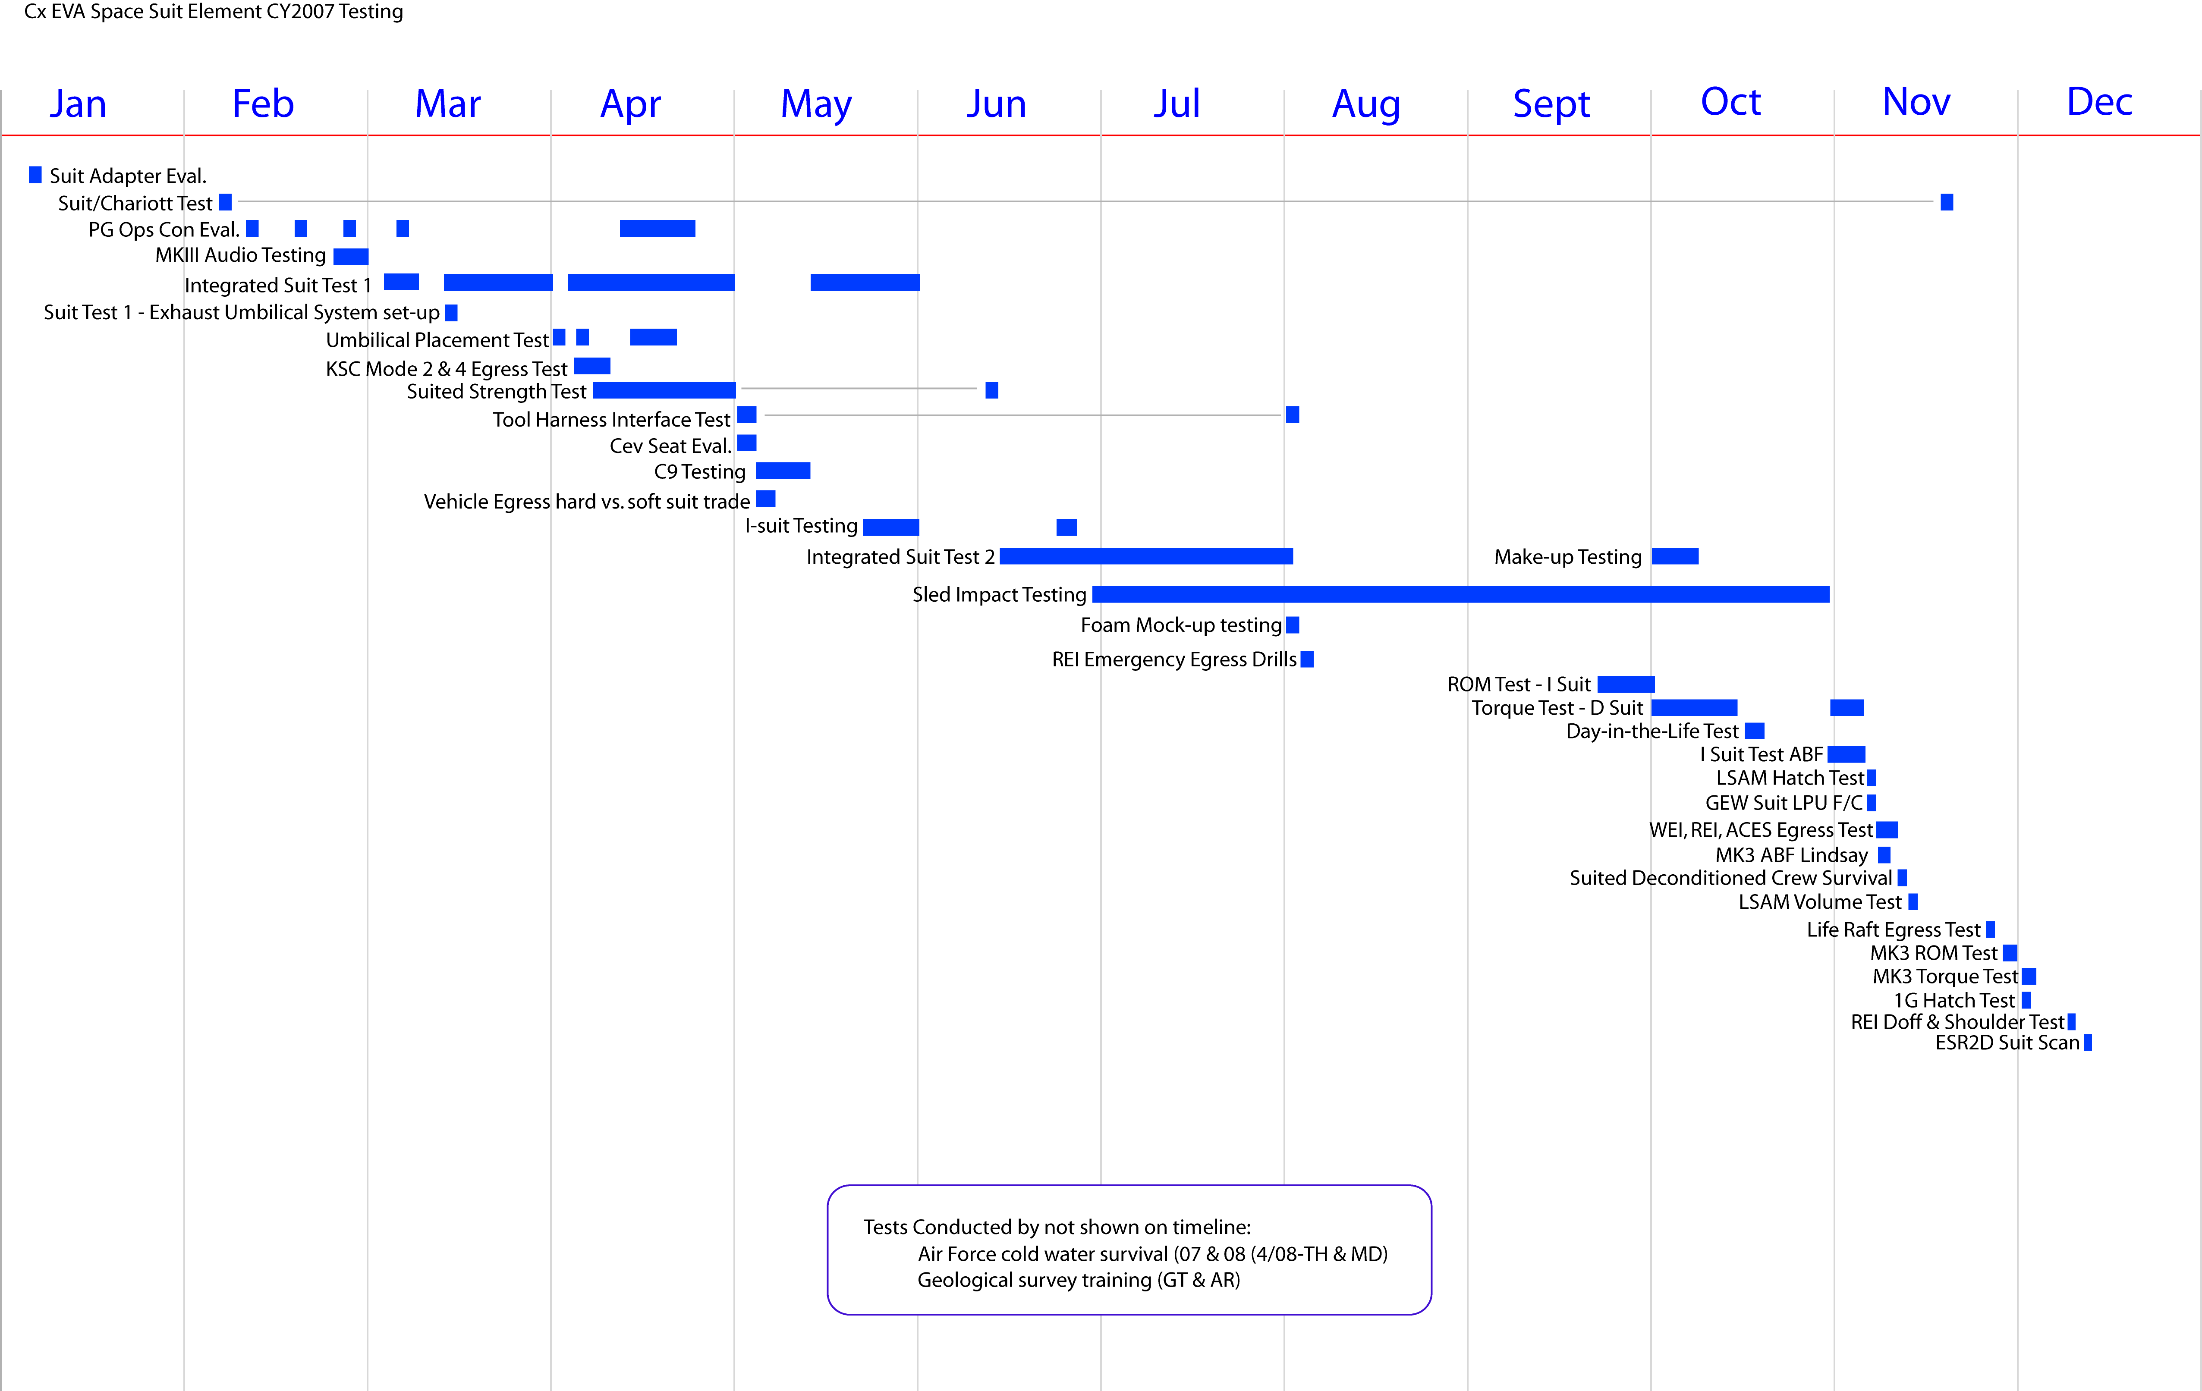 Cx EVA Space Suit Element CY2007 Testing
Jan Feb Mar Apr May Jun Jul Aug Sept Oct Nov Dec
Suit Adapter Eval.
Suit/Chariott Test
PG Ops Con Eval.
MKIII Audio Testing
Integrated Suit Test 1
Suit Test 1 - Exhaust Umbilical System set-up
Umbilical Placement Test
KSC Mode 2 & 4 Egress Test
Suited Strength Test
Tool Harness Interface Test
Cev Seat Eval.
C9 Testing
Vehicle Egress hard vs. soft suit trade
I-suit Testing
Integrated Suit Test 2 Make-up Testing
Sled Impact Testing
Foam Mock-up testing
REI Emergency Egress Drills
ROM Test - I Suit
Torque Test - D Suit
Day-in-the-Life Test
I Suit Test ABF
LSAM Hatch Test
GEW Suit LPU F/C
WEI, REI, ACES Egress Test
MK3 ABF Lindsay
Suited Deconditioned Crew Survival
LSAM Volume Test
Life Raft Egress Test
MK3 ROM Test
MK3 Torque Test
1G Hatch Test
REI Doff & Shoulder Test
ESR2D Suit Scan
Tests Conducted by not shown on timeline:
Air Force cold water survival (07 & 08 (4/08-TH & MD)
Geological survey training (GT & AR)